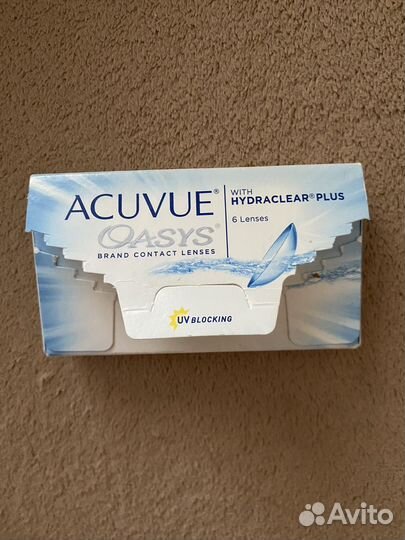 ACUVUE®
OASYS®
BRAND CONTACT LENSES
WITH
HYDRACLEAR® PLUS
6 Lenses
UV BLOCKING
Avito